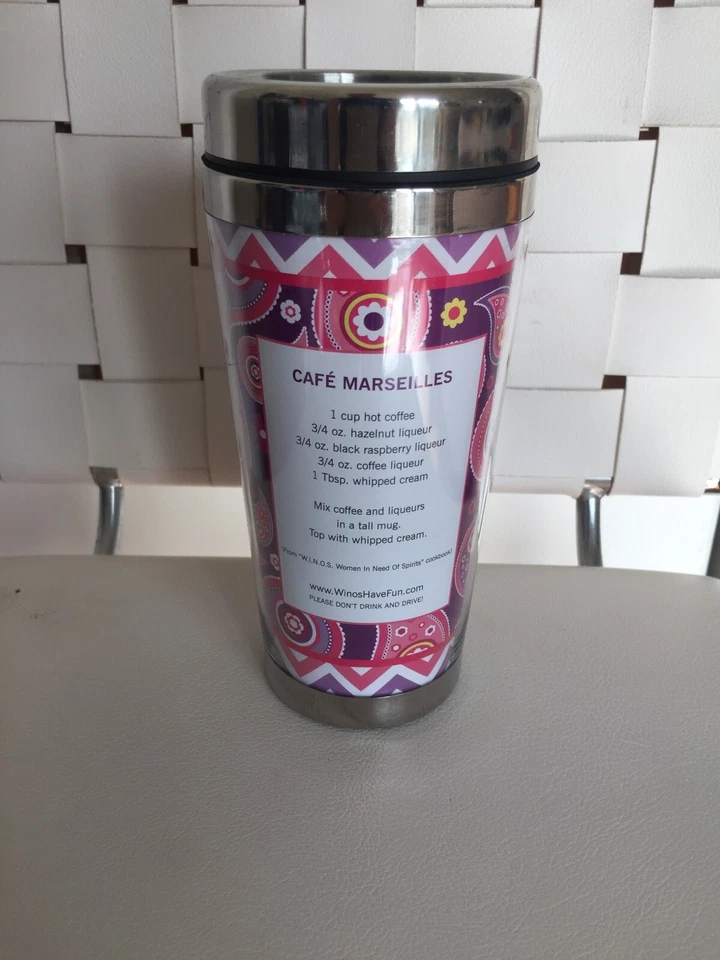 CAFÉ MARSEILLES
1 cup hot coffee
3/4 oz. hazelnut liqueur
3/4 oz. black raspberry liqueur
3/4 oz. coffee liqueur
1 Tbsp. whipped cream
Mix coffee and liqueurs
in a tall mug.
Top with whipped cream.
(From "W.I.N.O.S. Women In Need Of Spirits" cookbook)
www.WinosHaveFun.com
PLEASE DON'T DRINK AND DRIVE!